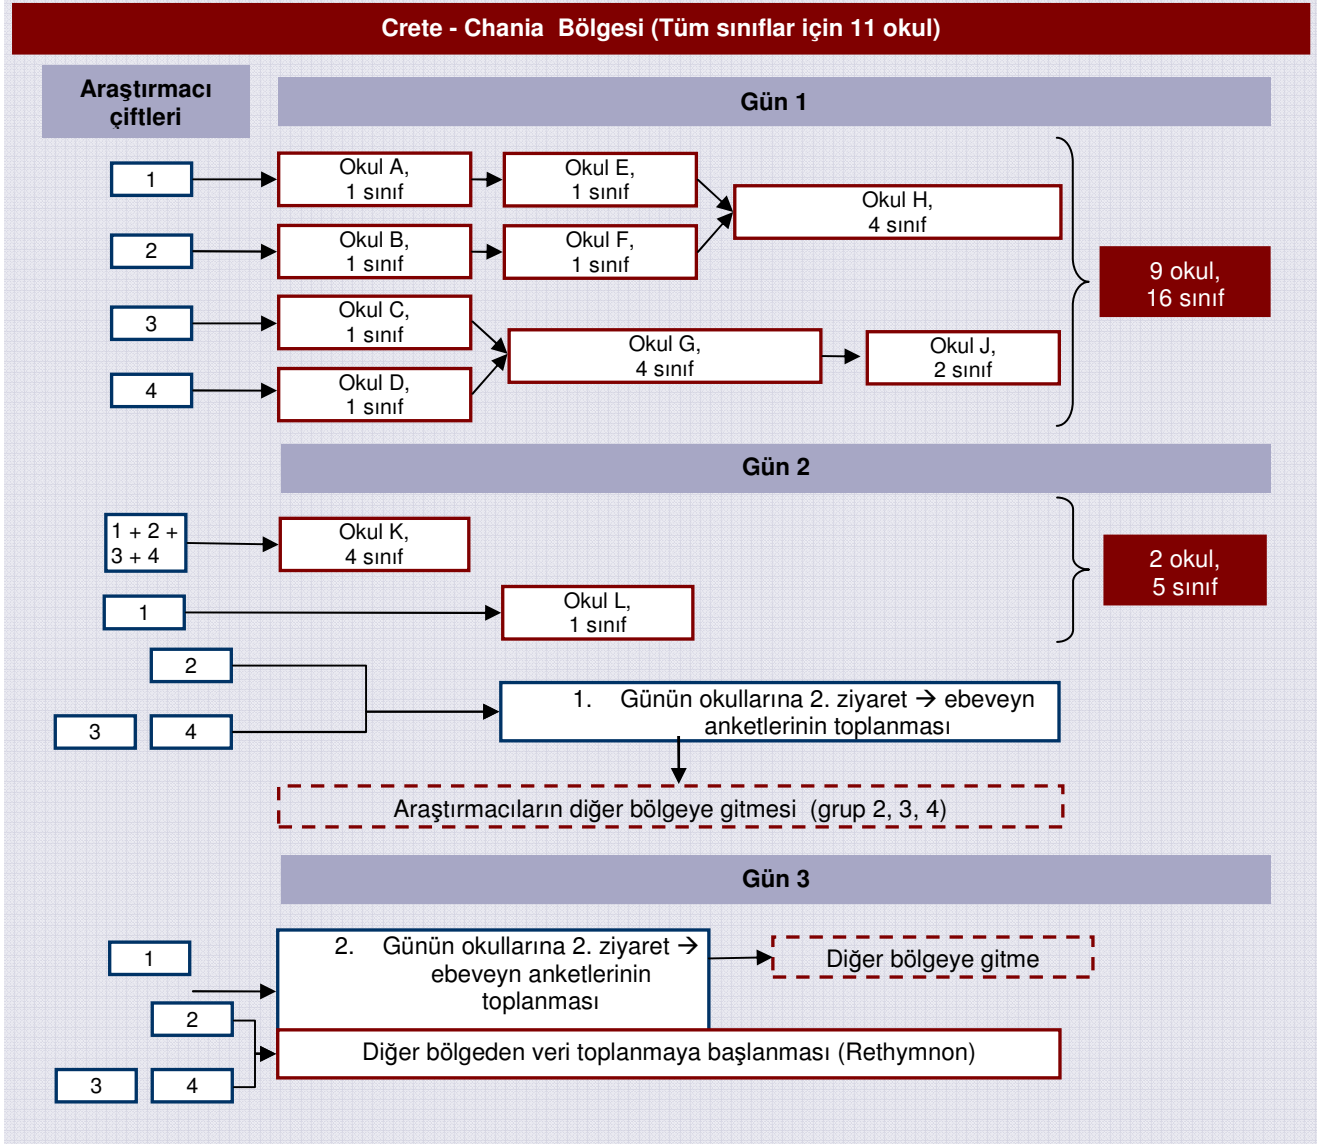 Crete - Chania Bölgesi (Tüm sınıflar için 11 okul)
Araştırmacı
çiftleri
Gün 1
1
Okul A,
1 sınıf
Okul E,
1 sınıf
Okul H,
4 sınıf
2
Okul B,
1 sınıf
Okul F,
1 sınıf
9 okul,
16 sınıf
3
Okul C,
1 sınıf
Okul G,
4 sınıf
Okul J,
2 sınıf
4
Okul D,
1 sınıf
Gün 2
1 + 2 +
3 + 4
Okul K,
4 sınıf
2 okul,
5 sınıf
1
Okul L,
1 sınıf
2
3
4
1. Günün okullarına 2. ziyaret → ebeveyn
anketlerinin toplanması
Araştırmacıların diğer bölgeye gitmesi (grup 2, 3, 4)
Gün 3
1
2. Günün okullarına 2. ziyaret →
ebeveyn anketlerinin
toplanması
Diğer bölgeye gitme
2
3
4
Diğer bölgeden veri toplanmaya başlanması (Rethymnon)